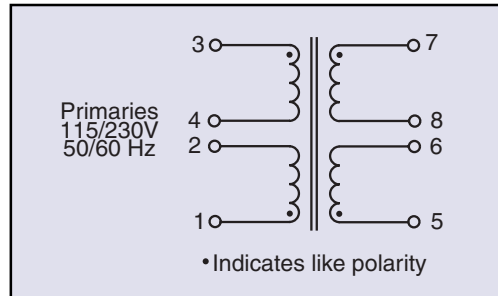 3
7
Primaries
115/230V
50/60 Hz
4
8
2
6
1
5
•Indicates like polarity